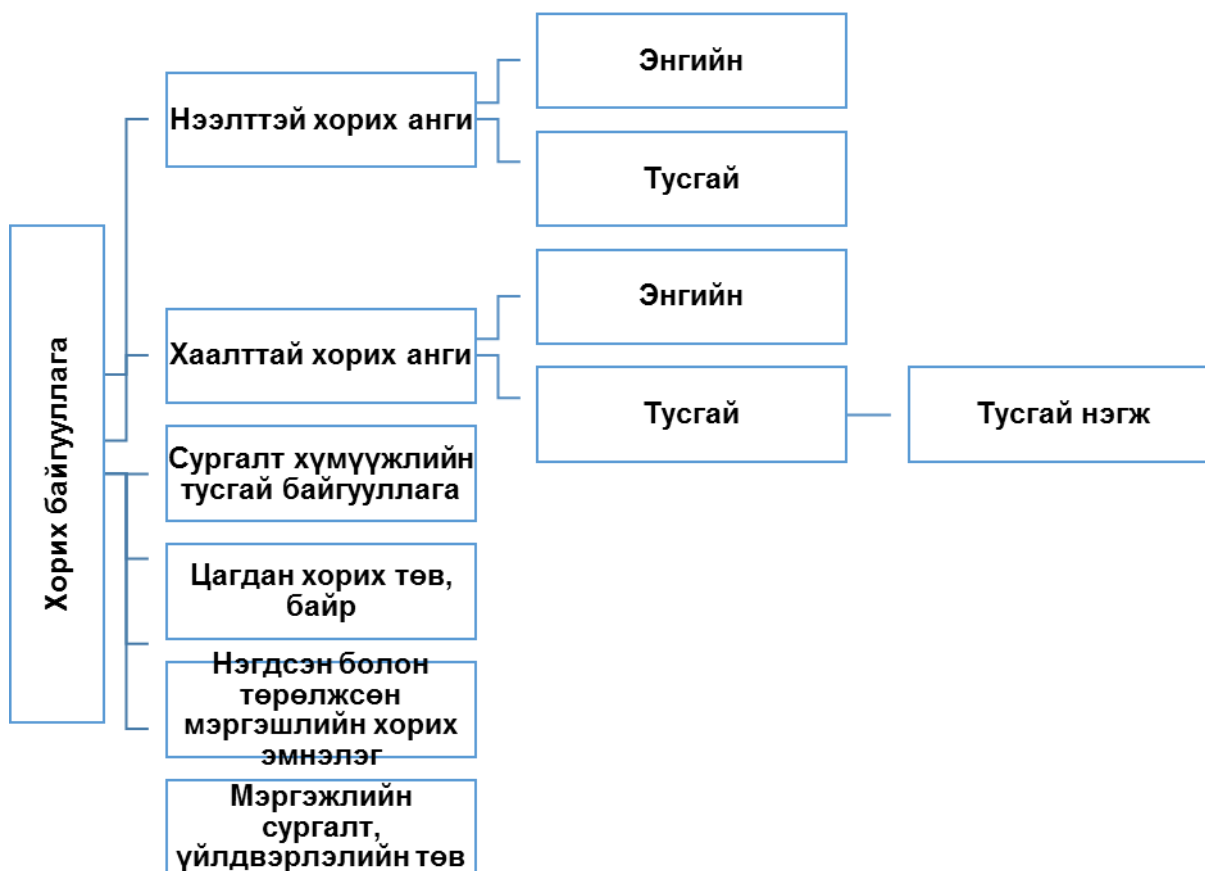 Хорих байгууллага
Нээлттэй хорих анги
Энгийн
Тусгай
Хаалттай хорих анги
Энгийн
Тусгай
Тусгай нэгж
Сургалт хүмүүжлийн
тусгай байгууллага
Цагдан хорих төв,
байр
Нэгдсэн болон
төрөлжсөн
мэргэшлийн хорих
эмнэлэг
Мэргэжлийн
сургалт,
үйлдвэрлэлийн төв